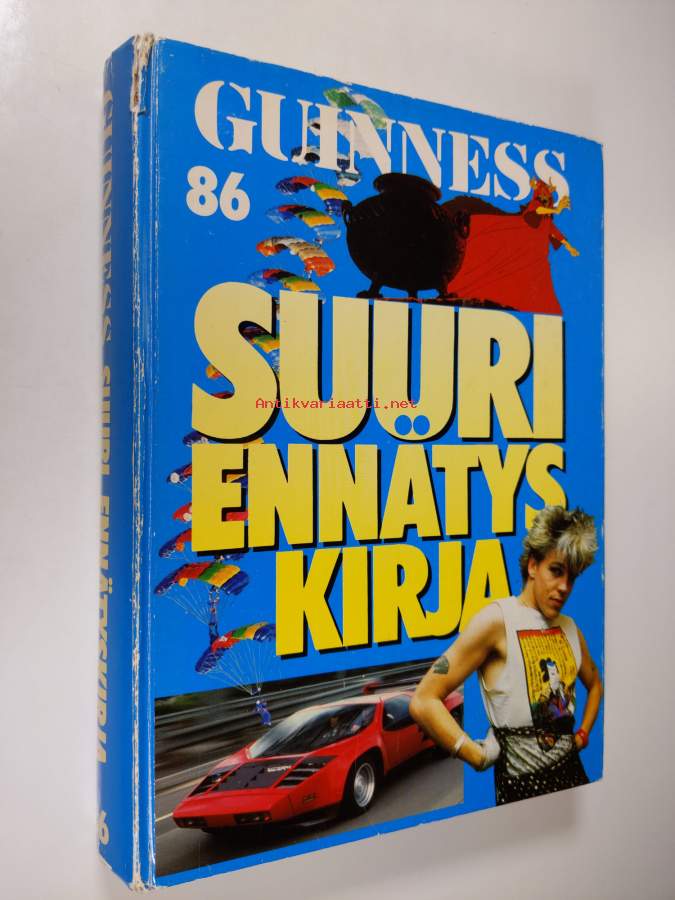 GUINNESS
86
SUURI
Antikvariaatti.net
ENNÄTYS
KIRJA
GUINNESS SUURI ENNÄTYSKIRJA